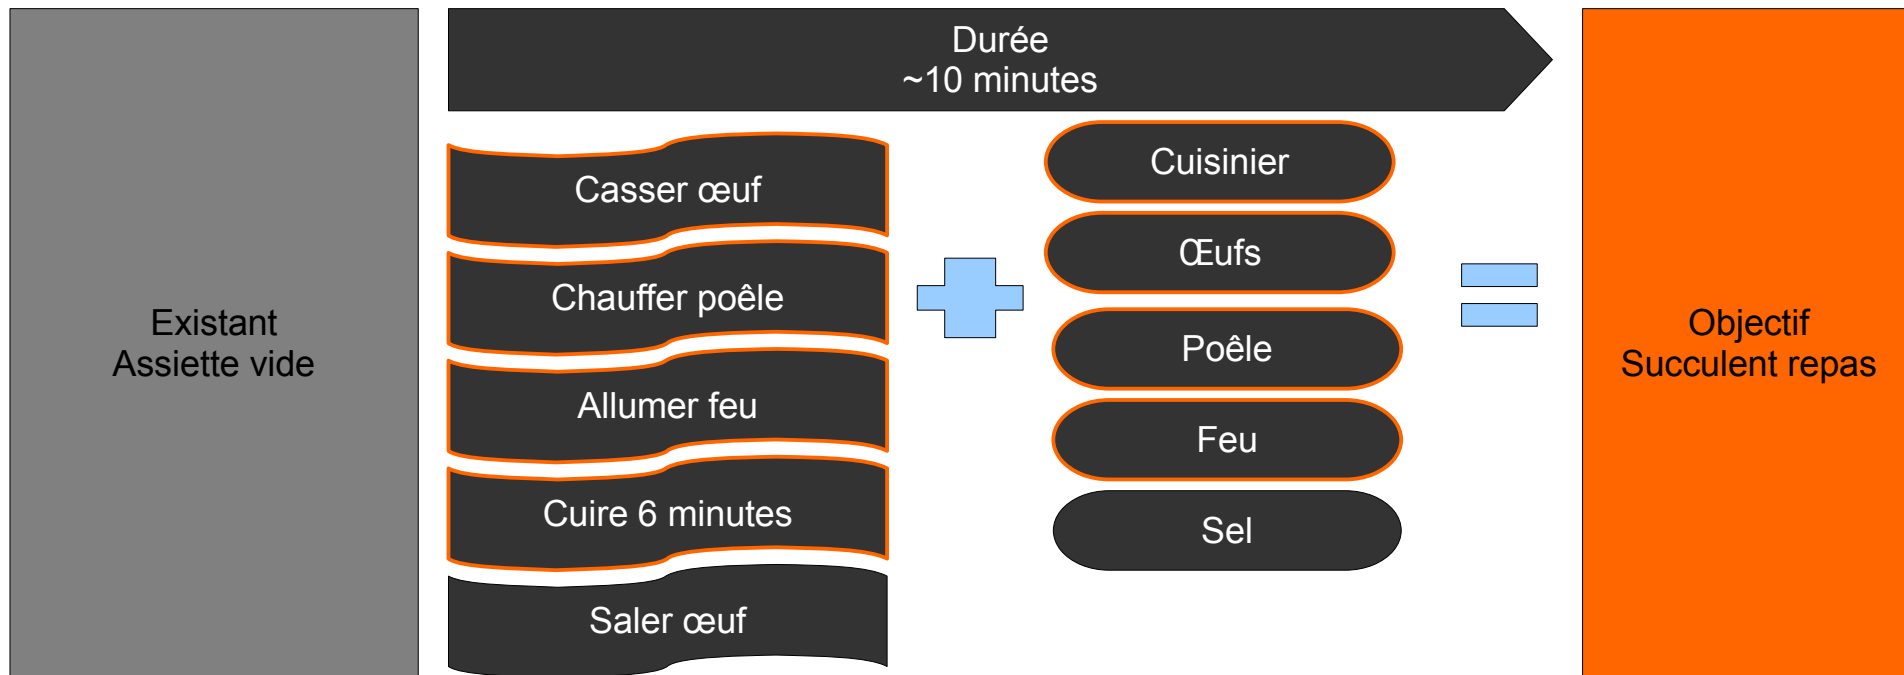 Existant
Assiette vide
Durée
~10 minutes
Casser œuf
Chauffer poêle
Allumer feu
Cuire 6 minutes
Saler œuf
Cuisinier
Œufs
Poêle
Feu
Sel
Objectif
Succulent repas